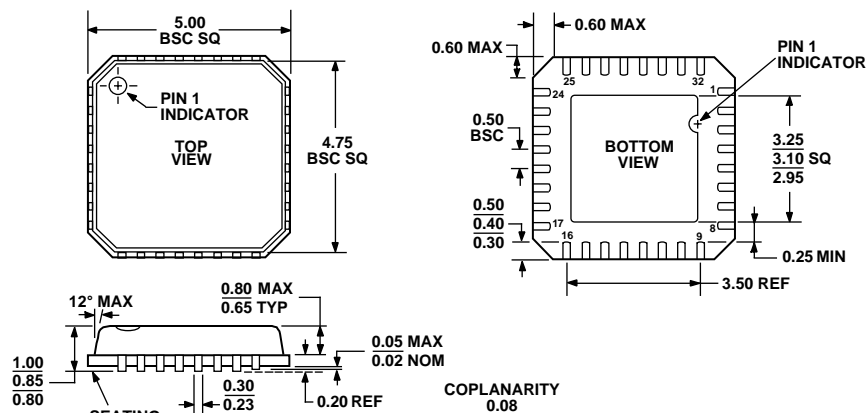 5.00
BSC SQ
PIN 1
INDICATOR
TOP
VIEW
4.75
BSC SQ
0.60 MAX
0.60 MAX
PIN 1
INDICATOR
25
32
24
1
0.50
BSC
BOTTOM
VIEW
3.25
3.10 SQ
2.95
0.50
0.40
0.30
17
16
9
8
0.25 MIN
3.50 REF
12° MAX
0.80 MAX
0.65 TYP
1.00
0.85
0.80
0.05 MAX
0.02 NOM
0.30
0.23
0.20 REF
COPLANARITY
0.08
SEATING